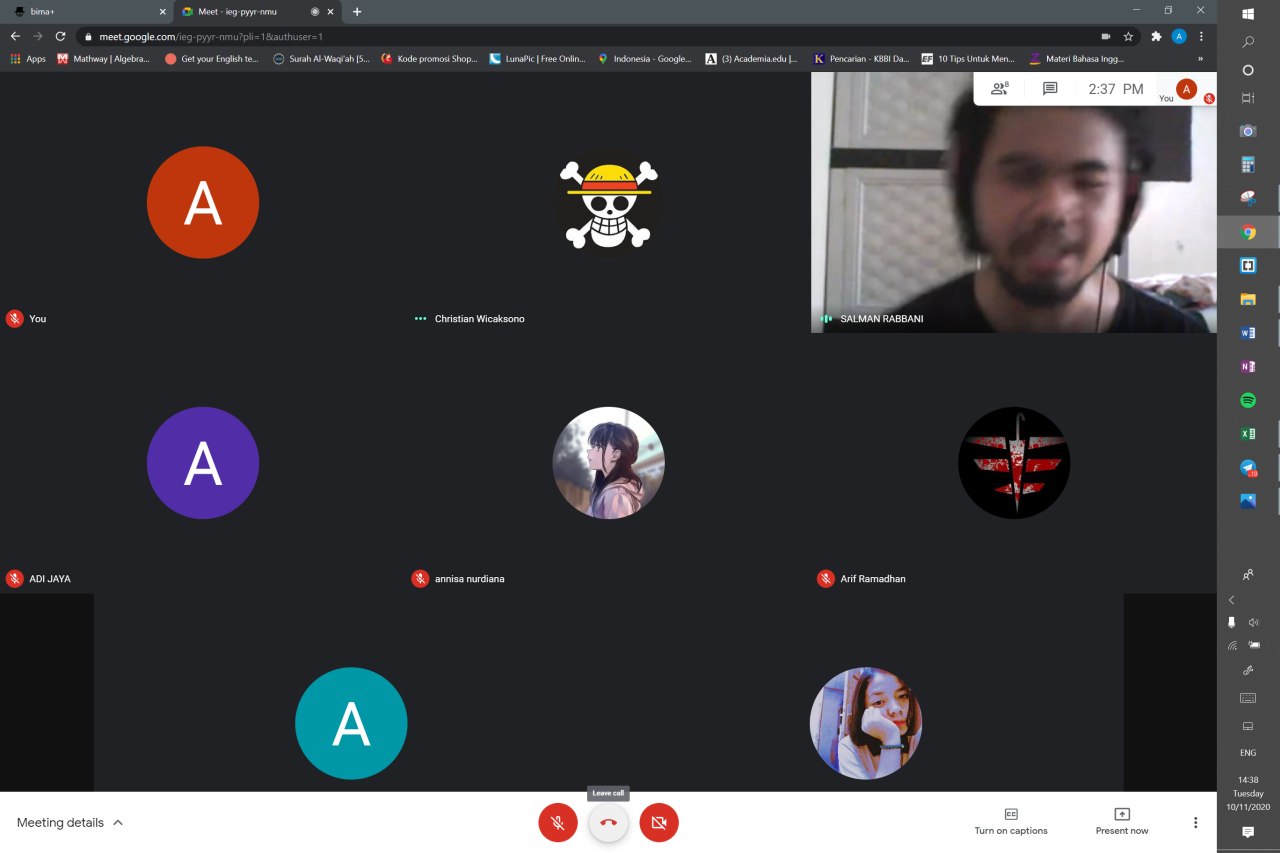 bima+
Meet - ieg-pyyr-nmu
meet.google.com/ieg-pyyr-nmu?pli=1&authuser=1
Apps
Mathway | Algebra...
Get your English te...
Surah Al-Waqi'ah [5...
Kode promosi Shop...
LunaPic | Free Onlin...
Indonesia - Google...
A
(3) Academia.edu |...
K
Pencarian - KBBI Da...
EF
10 Tips Untuk Men...
Materi Bahasa Ingg...
»
8
2:37 PM
You
A
A
You
Christian Wicaksono
SALMAN RABBANI
A
ADI JAYA
annisa nurdiana
Arif Ramadhan
A
Leave call
Meeting details
CC
Turn on captions
Present now
A
ENG
14:38
Tuesday
10/11/2020